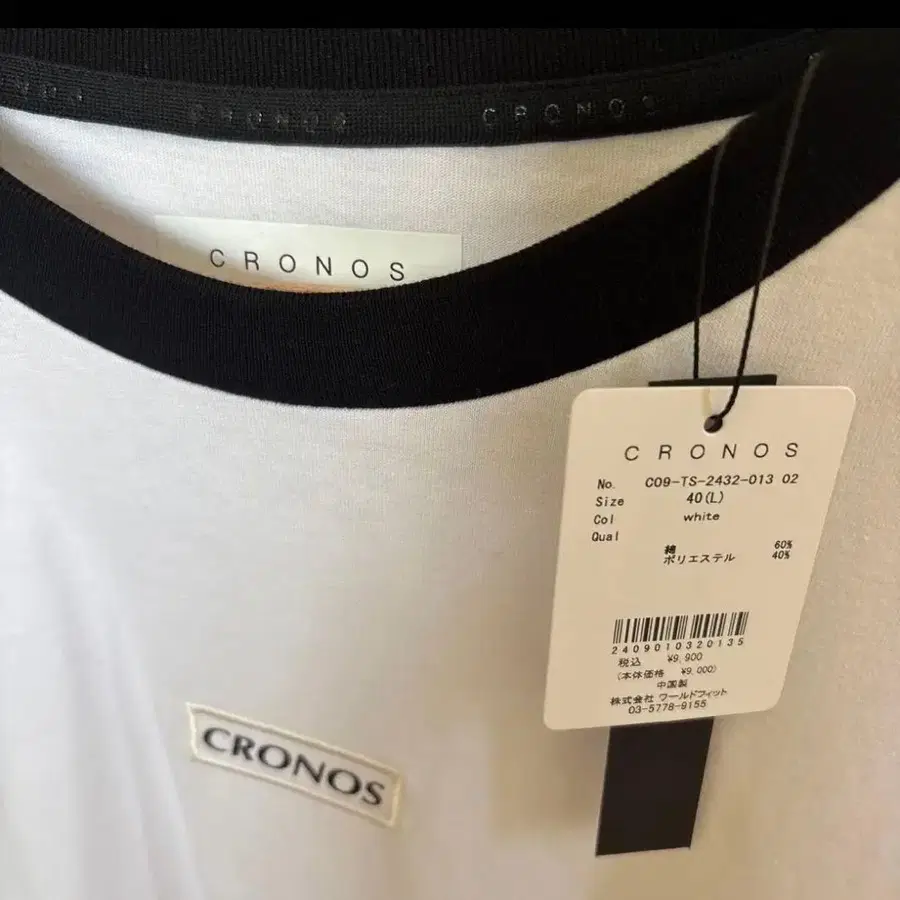 CRONOS CRONOS
CRONOS
CRONOS
No. C09-TS-2432-013 02
Size 40(L)
Col white
Qual
綿 60%
ポリエステル 40%
2409010320135
税込 ¥9,900
(本体価格 ¥9,000)
中国製
株式会社 ワールドフィット
03-5778-9155
CRONOS